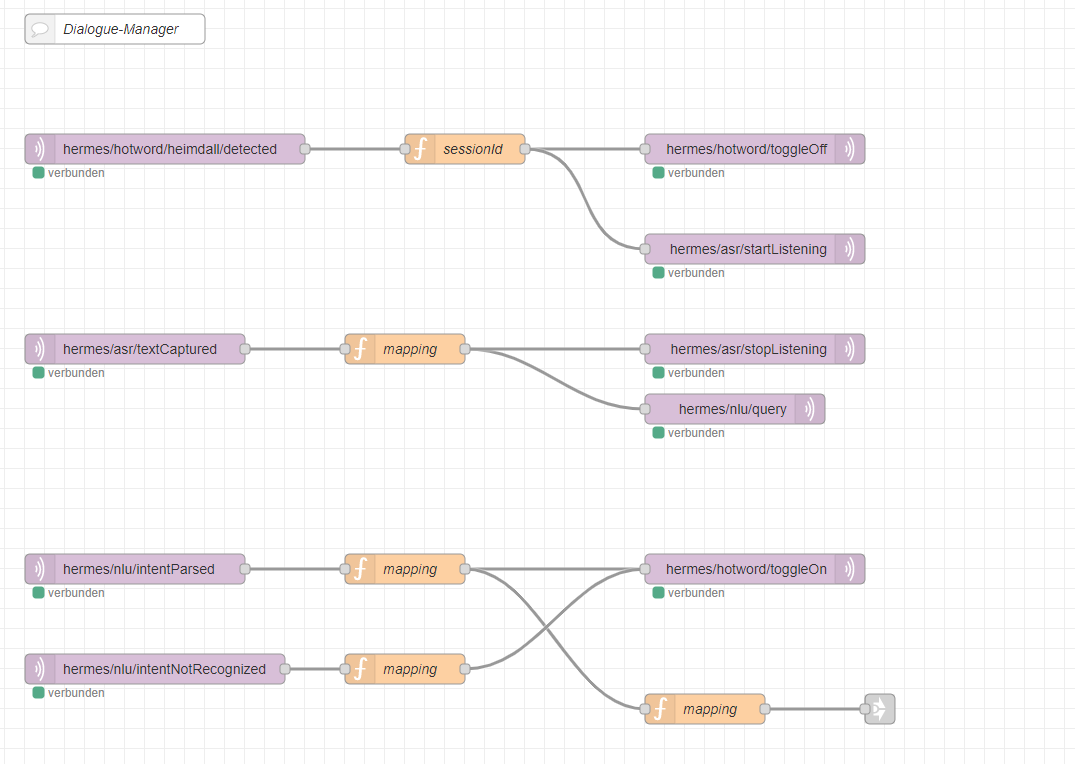 Dialogue-Manager
hermes/hotword/heimdall/detected
sessionId
hermes/hotword/toggleOff
verbunden
verbunden
hermes/asr/startListening
verbunden
hermes/asr/textCaptured
mapping
hermes/asr/stopListening
verbunden
verbunden
hermes/nlu/query
verbunden
hermes/nlu/intentParsed
mapping
hermes/hotword/toggleOn
verbunden
verbunden
hermes/nlu/intentNotRecognized
mapping
verbunden
mapping